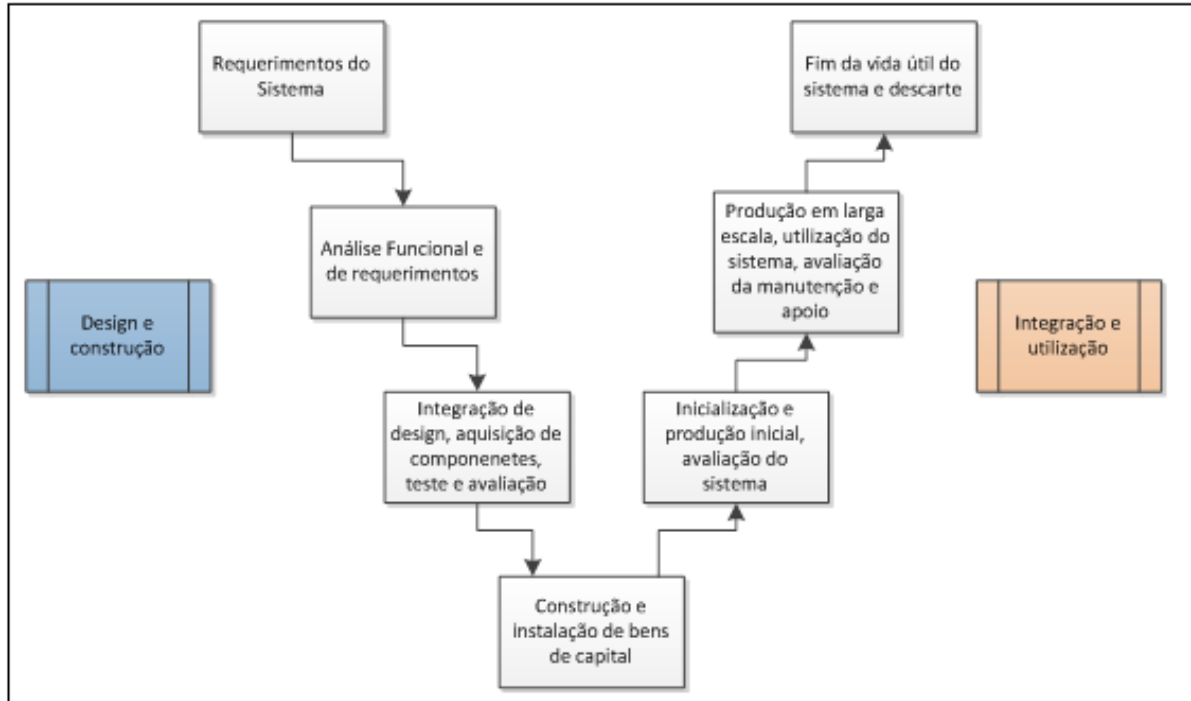 Requerimentos do
Sistema
Fim da vida útil do
sistema e descarte
Análise Funcional e
de requerimentos
Produção em larga
escala, utilização do
sistema, avaliação
da manutenção e
apoio
Design e
construção
Integração e
utilização
Integração de
design, aquisição de
componenetes,
teste e avaliação
Inicialização e
produção inicial,
avaliação do
sistema
Construção e
instalação de bens
de capital